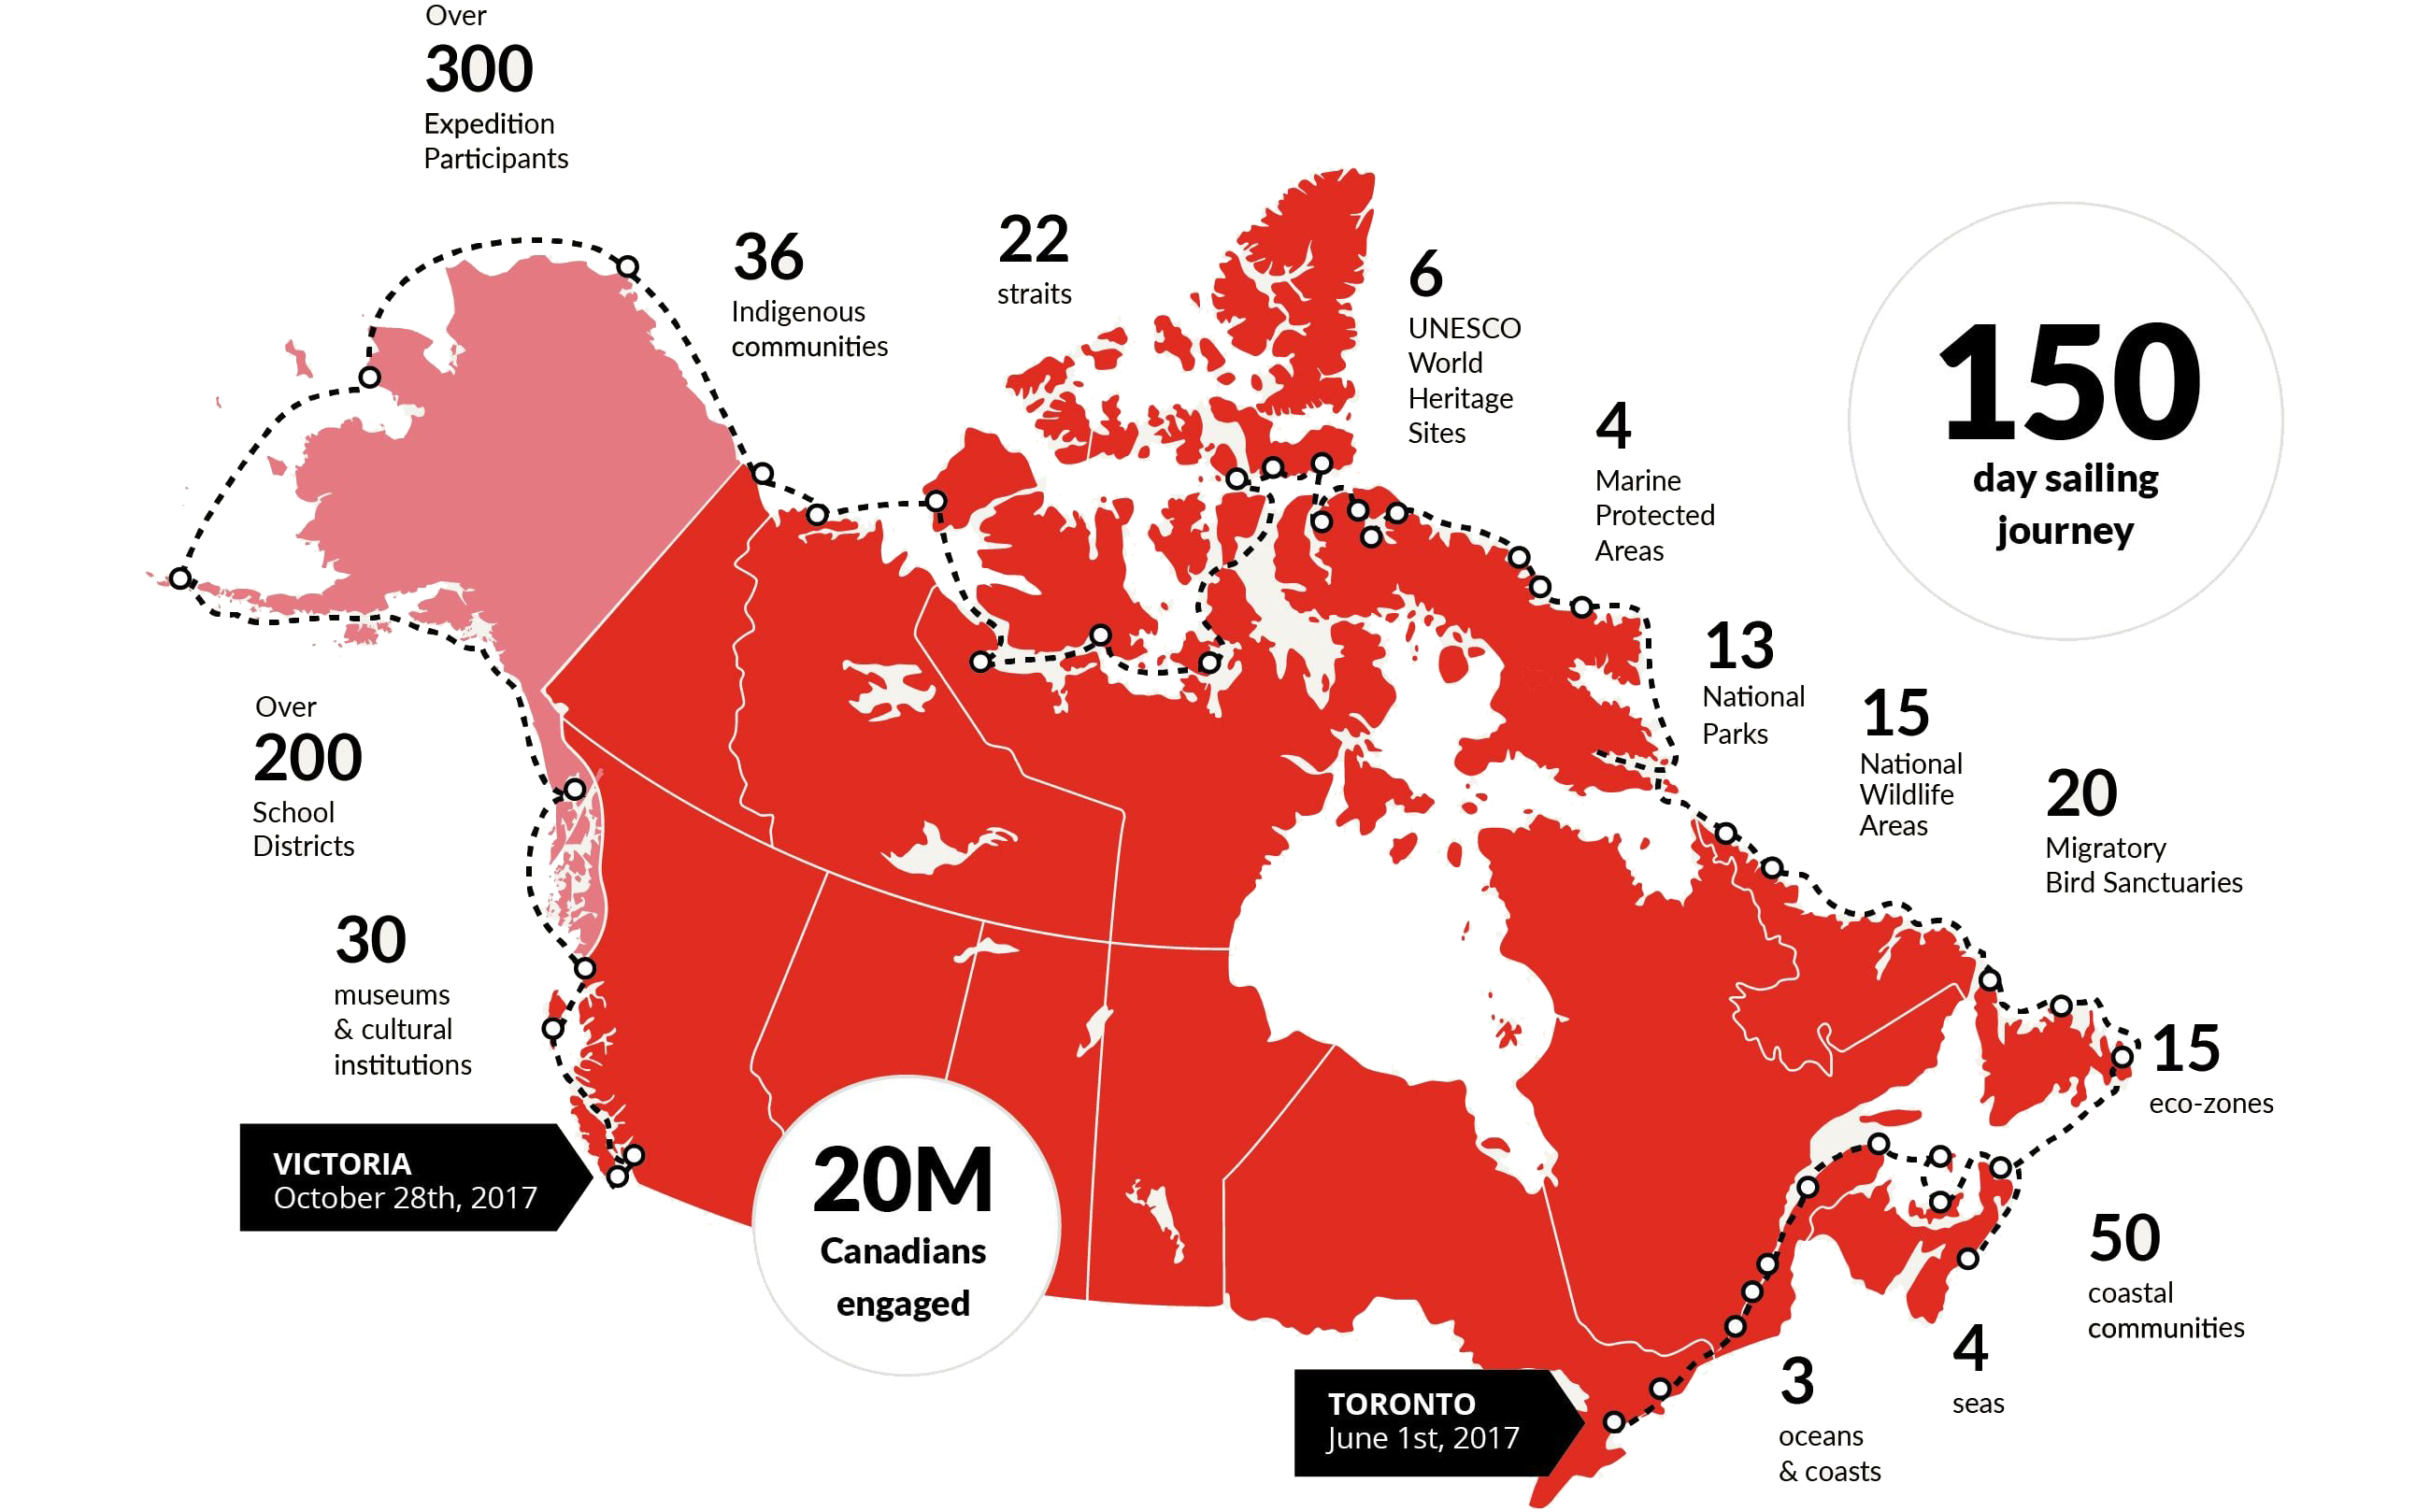 Over
300
Expedition
Participants
36
Indigenous
communities
22
straits
6
UNESCO
World
Heritage
Sites
4
Marine
Protected
Areas
150
day sailing
journey
13
National
Parks
15
National
Wildlife
Areas
20
Migratory
Bird Sanctuaries
Over
200
School
Districts
30
museums
& cultural
institutions
VICTORIA
October 28th, 2017
20M
Canadians
engaged
15
eco-zones
50
coastal
communities
4
seas
3
oceans
& coasts
TORONTO
June 1st, 2017